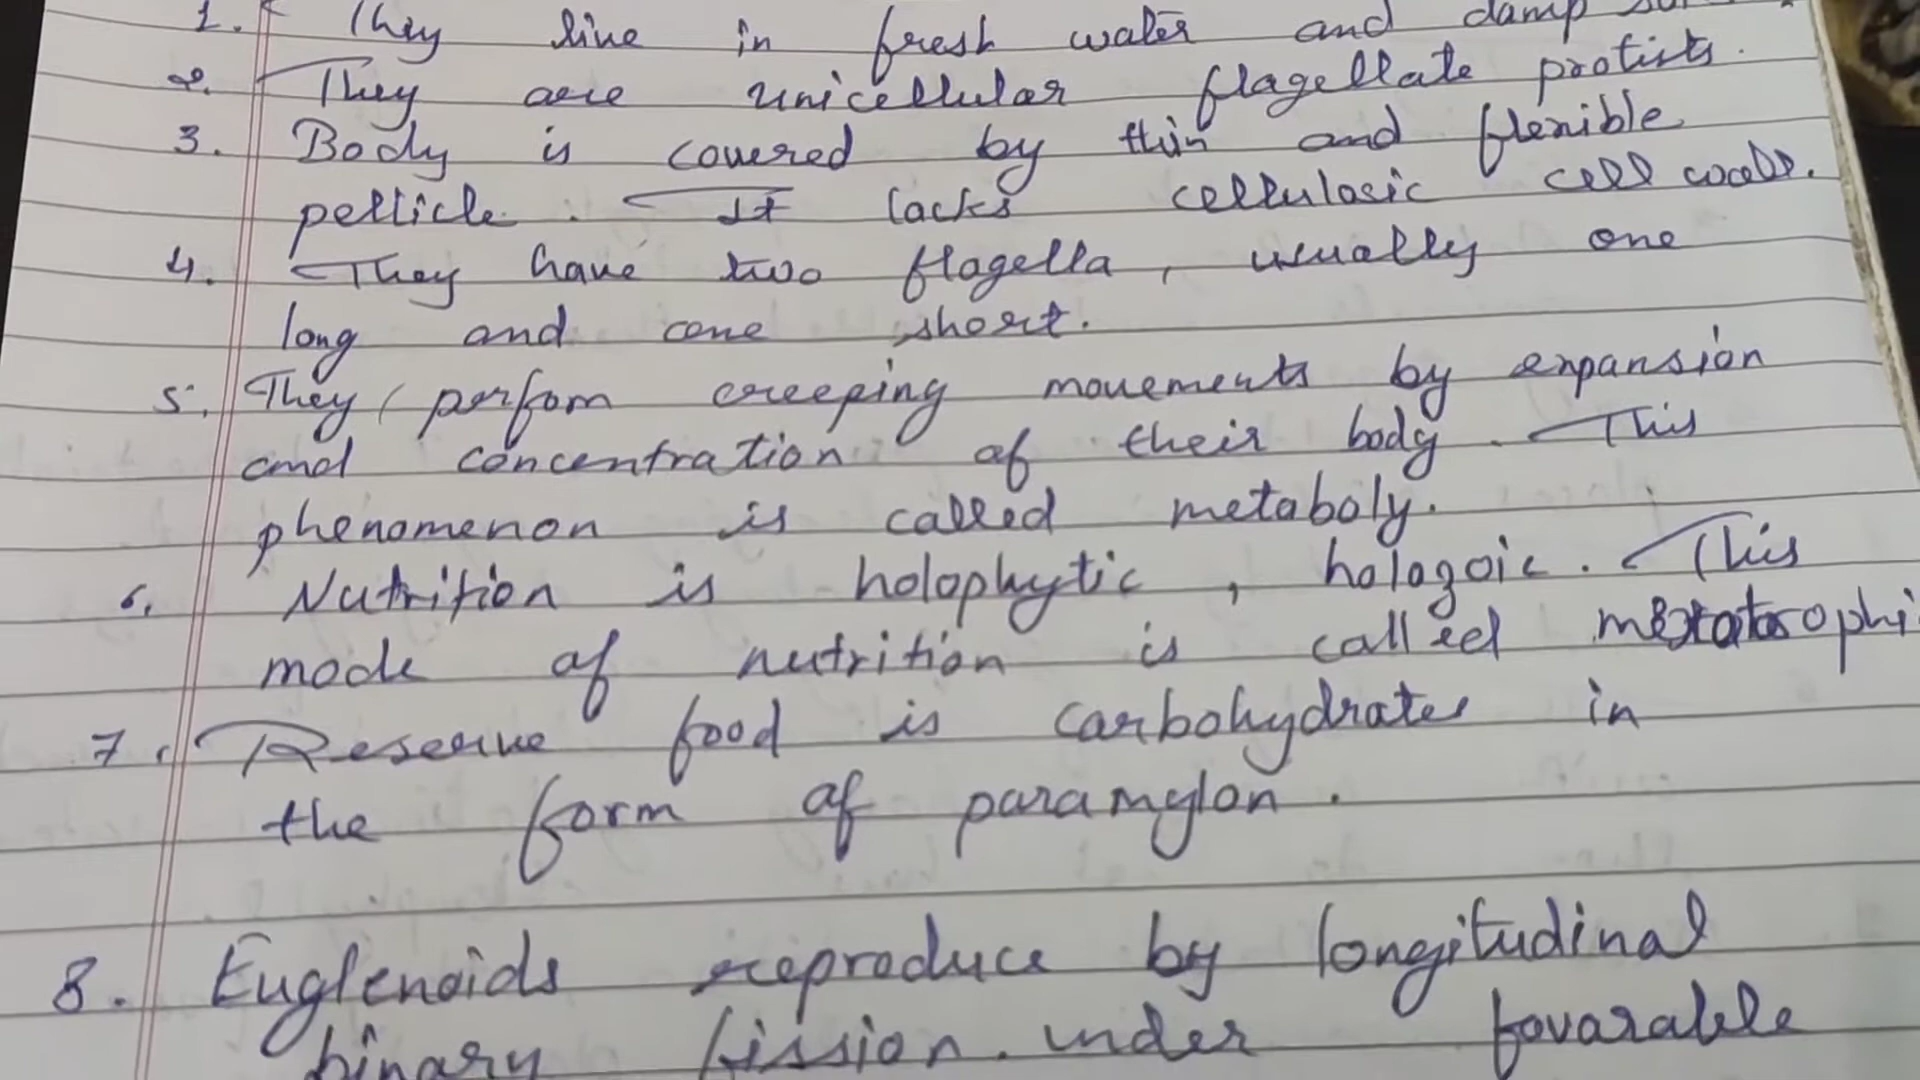 1. They live in fresh water and damp
2. They are unicellular flagellate protists.
3. Body is covered by thin and flexible
pellicle. It lacks cellulosic cell wall.
4. They have two flagella, usually one
long and one short.
5. They perfom creeping movements by expansion
and concentration of their body. This
phenomenon is called metaboly.
6. Nutrition is holophytic, holozoic. This
mode of nutrition is called
7. Reserve food is carbohydrates in
the form of paramylon.
8. Euglenoids reproduce by longitudinal
binary fission. under favarable